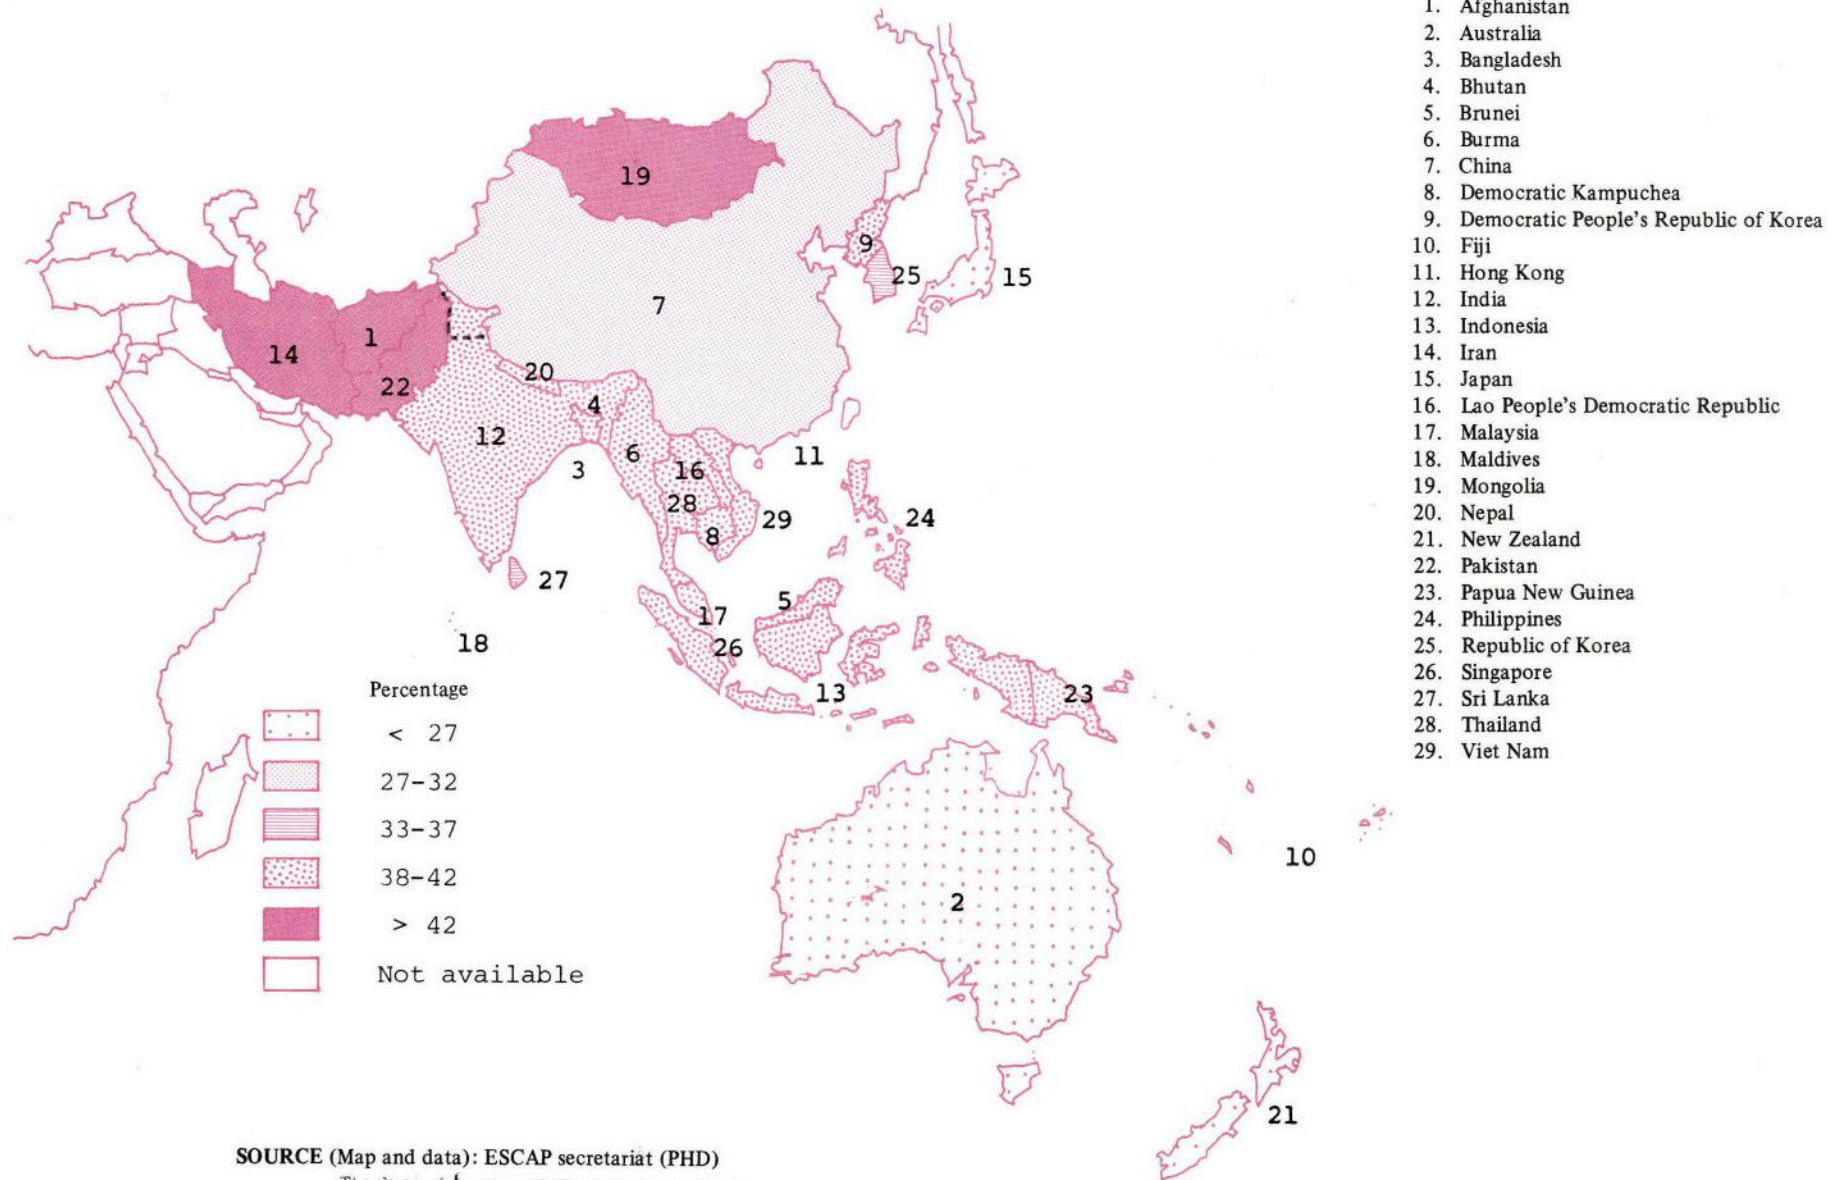 1. Afghanistan
2. Australia
3. Bangladesh
4. Bhutan
5. Brunei
6. Burma
7. China
8. Democratic Kampuchea
9. Democratic People's Republic of Korea
10. Fiji
11. Hong Kong
12. India
13. Indonesia
14. Iran
15. Japan
16. Lao People's Democratic Republic
17. Malaysia
18. Maldives
19. Mongolia
20. Nepal
21. New Zealand
22. Pakistan
23. Papua New Guinea
24. Philippines
25. Republic of Korea
26. Singapore
27. Sri Lanka
28. Thailand
29. Viet Nam
19
9
25
15
7
1
14
20
22
4
12
6
11
3
16
28
29
24
8
27
5
17
18
26
13
23
10
2
21
Percentage
< 27
27-32
33-37
38-42
> 42
Not available
SOURCE (Map and data): ESCAP secretariat (PHD)